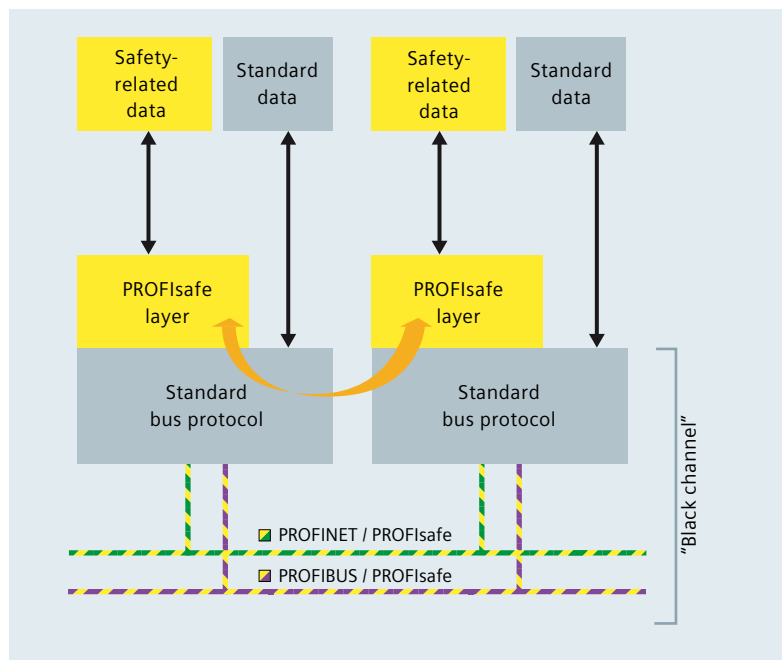 Safety-
related
data
Standard
data
Safety-
related
data
Standard
data
PROFIsafe
layer
PROFIsafe
layer
Standard
bus protocol
Standard
bus protocol
PROFINET / PROFIsafe
PROFIBUS / PROFIsafe
"Black channel"